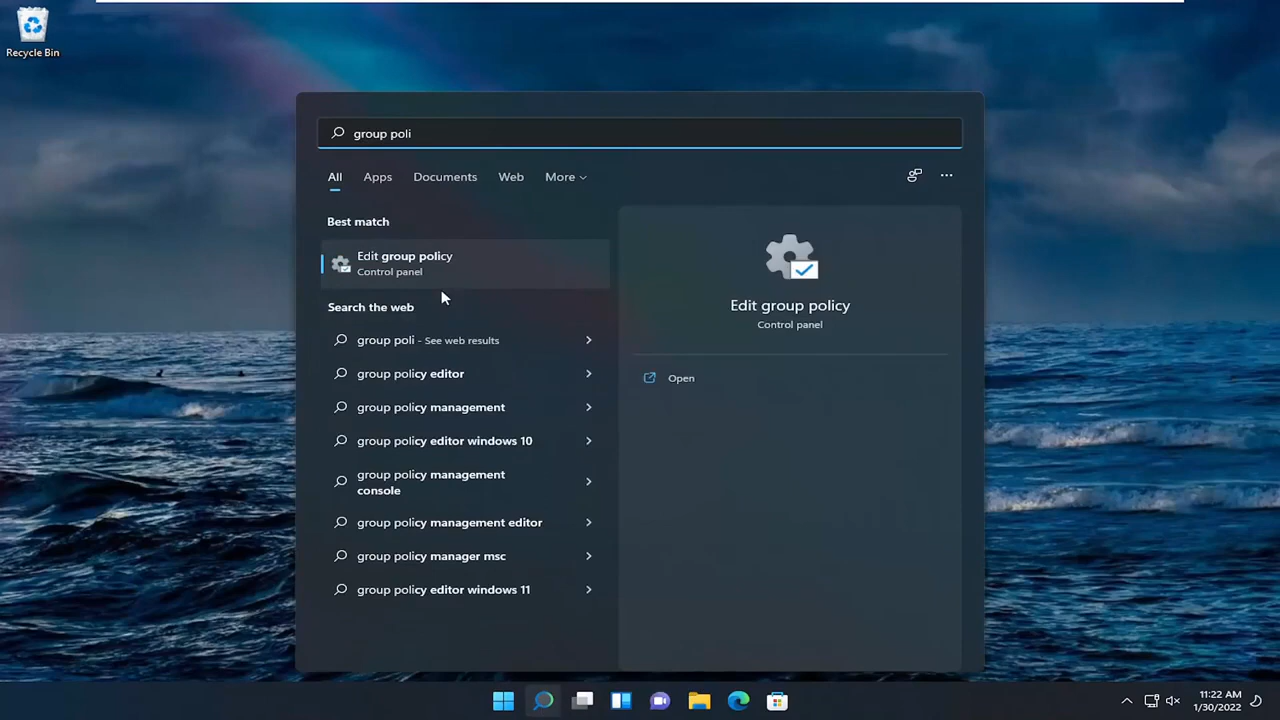 Recycle Bin
group poli
All Apps Documents Web More
Best match
Edit group policy
Control panel
Search the web
group poli - See web results
group policy editor
group policy management
group policy editor windows 10
group policy management
console
group policy management editor
group policy manager msc
group policy editor windows 11
Edit group policy
Control panel
Open
11:22 AM
1/30/2022